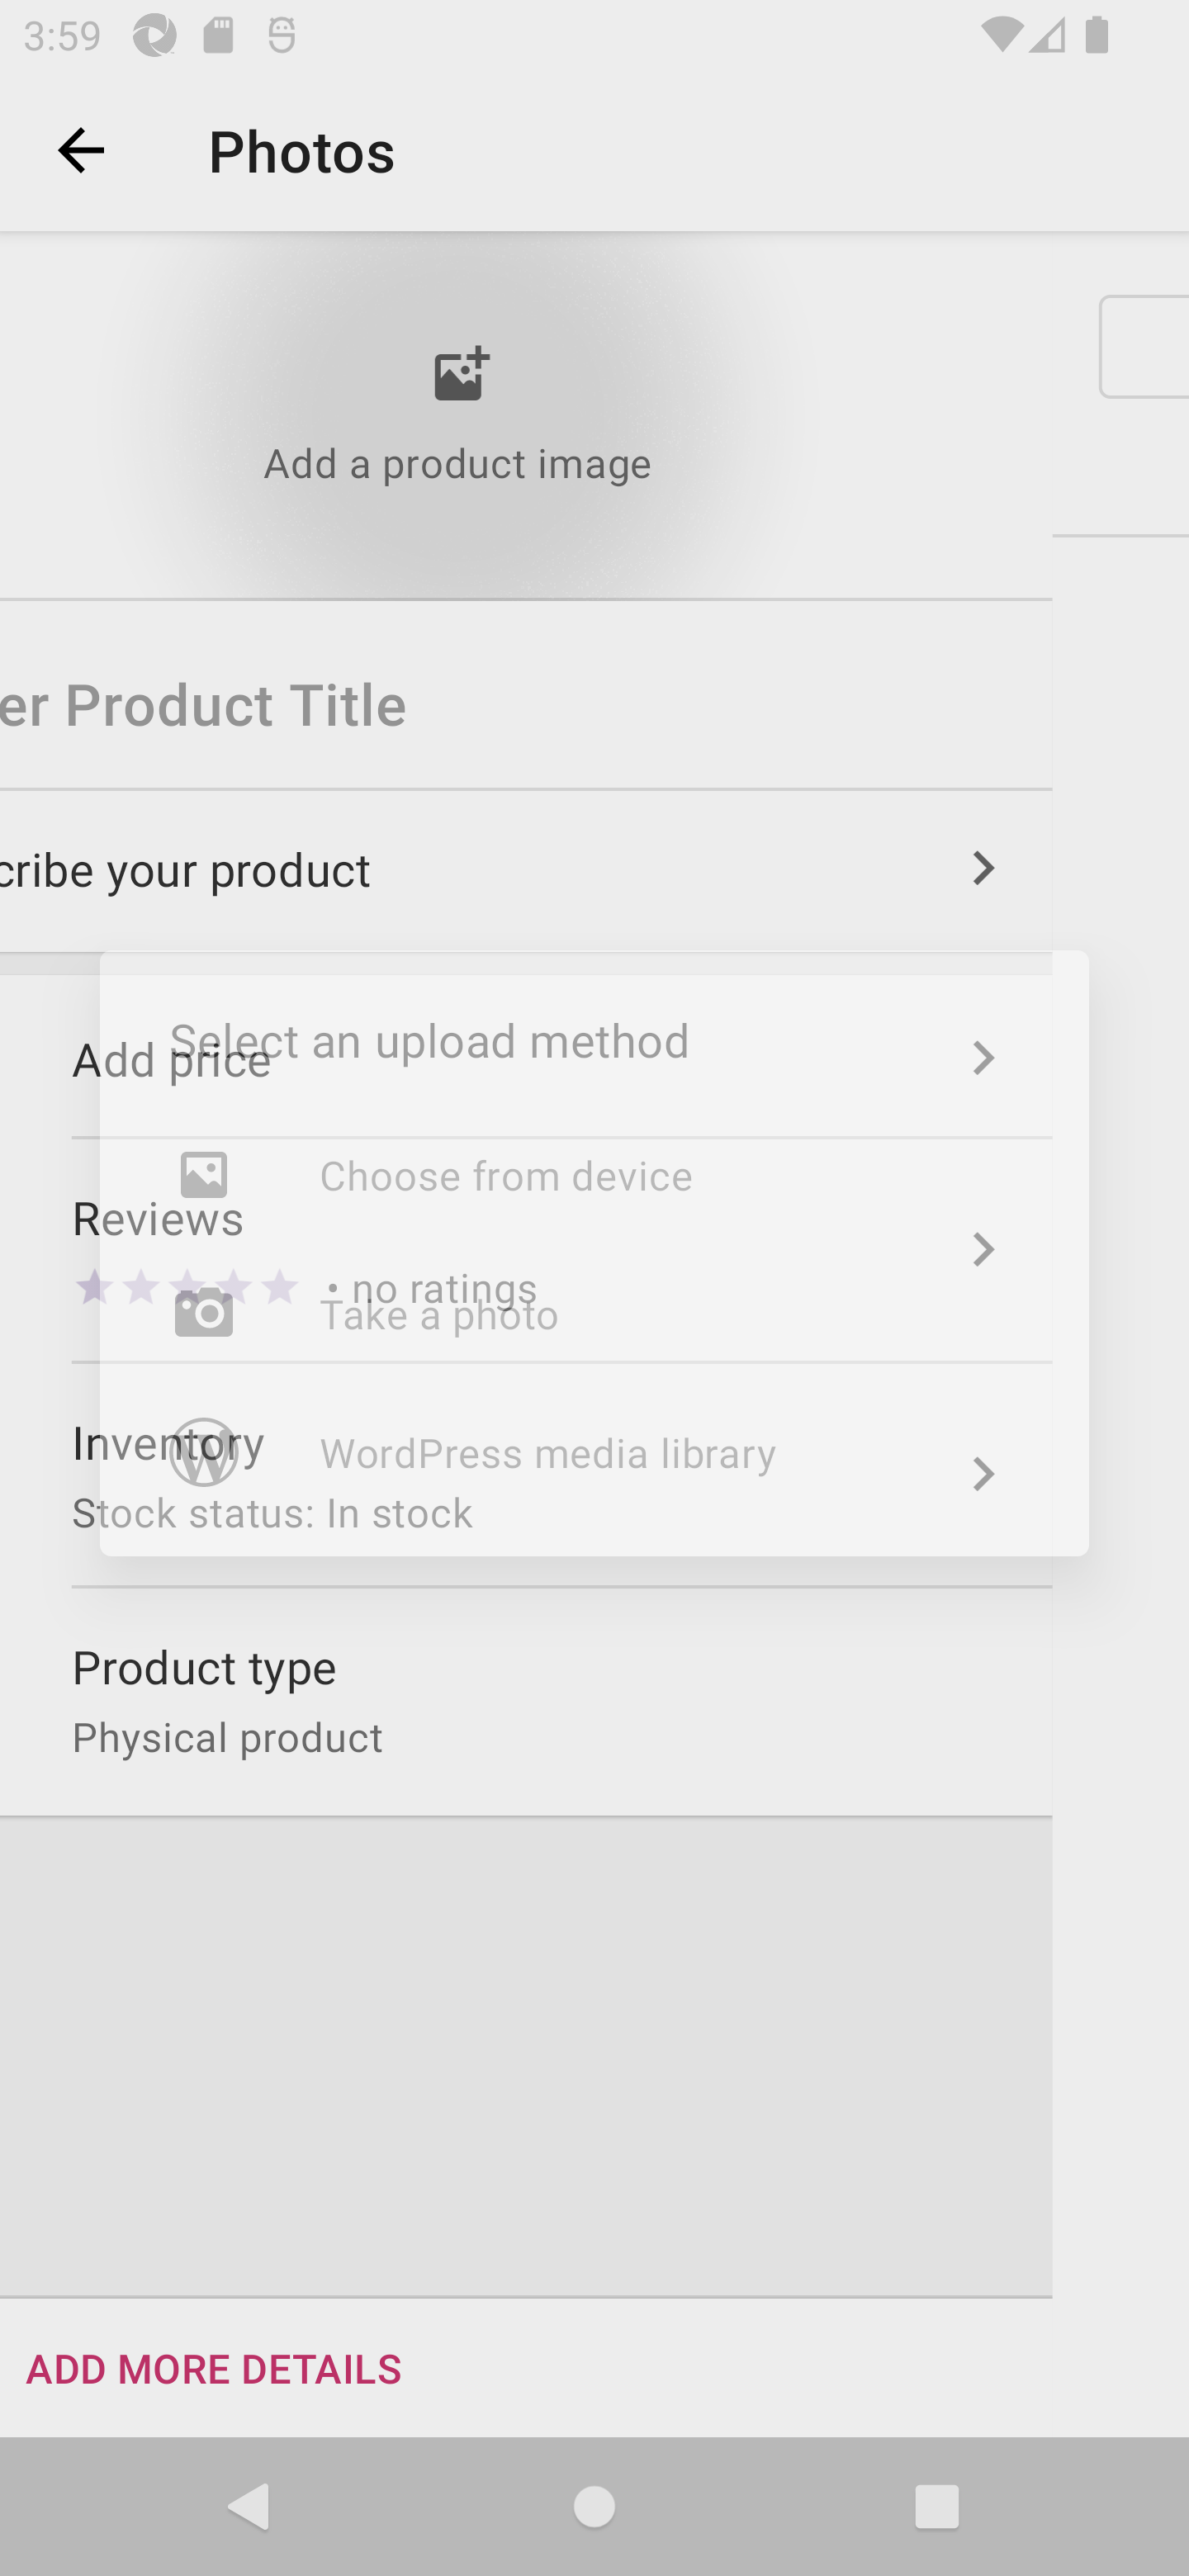 3:59
Photos
Add a product image
er Product Title
cribe your product
Select an upload method
Add price
Choose from device
Reviews
• no ratings
Take a photo
Inventory
WordPress media library
Stock status: In stock
Product type
Physical product
ADD MORE DETAILS